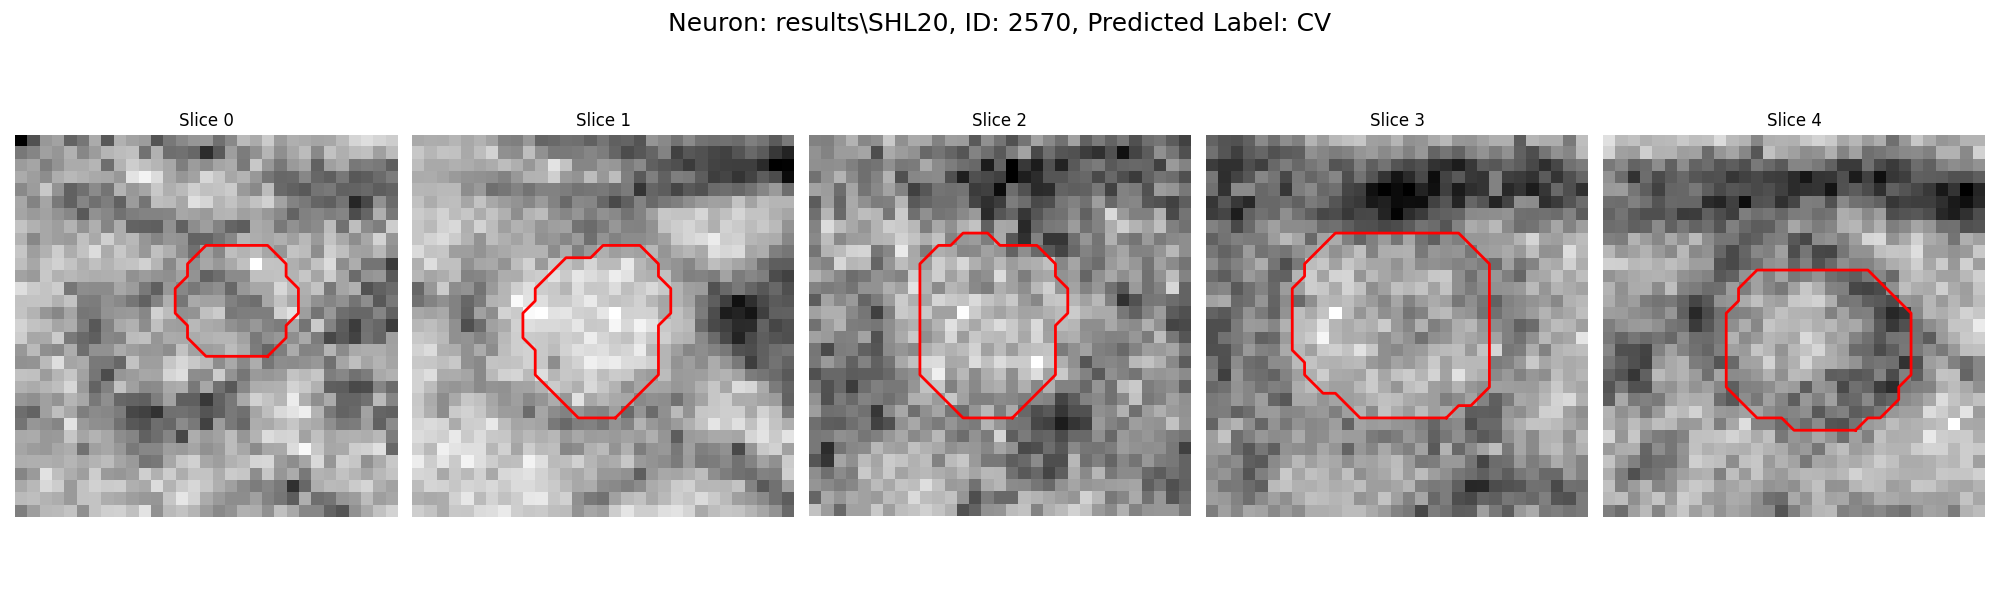 Neuron: results\SHL20, ID: 2570, Predicted Label: CV
Slice 0
Slice 1
Slice 2
Slice 3
Slice 4